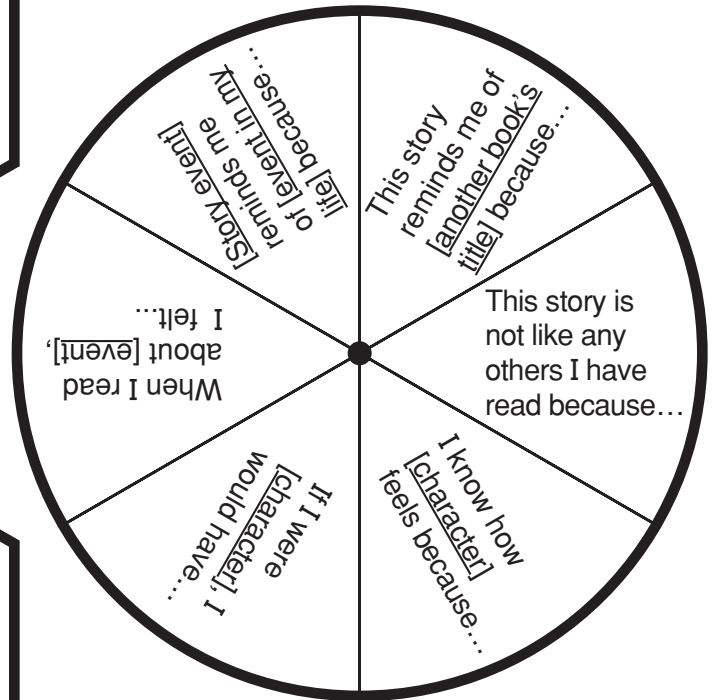 This story
reminds me of
[another book's
title] because…
This story is
not like any
others I have
read because…
I know how
[character]
feels because…
If I were
[character], I
would have…
When I read
about [event],
I felt…
[Story event]
reminds me
of [event in my
life] because…